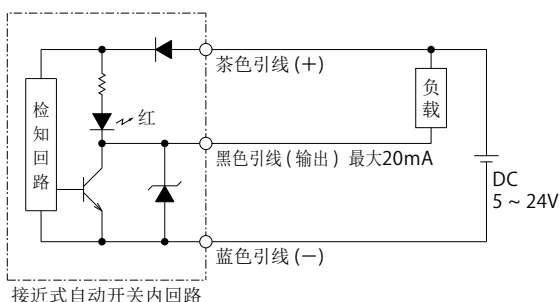 茶色引线 (+)
检知回路
红
负载
黑色引线 ( 输出 ) 最大20mA
DC
5 ~ 24V
蓝色引线 (−)
接近式自动开关内回路